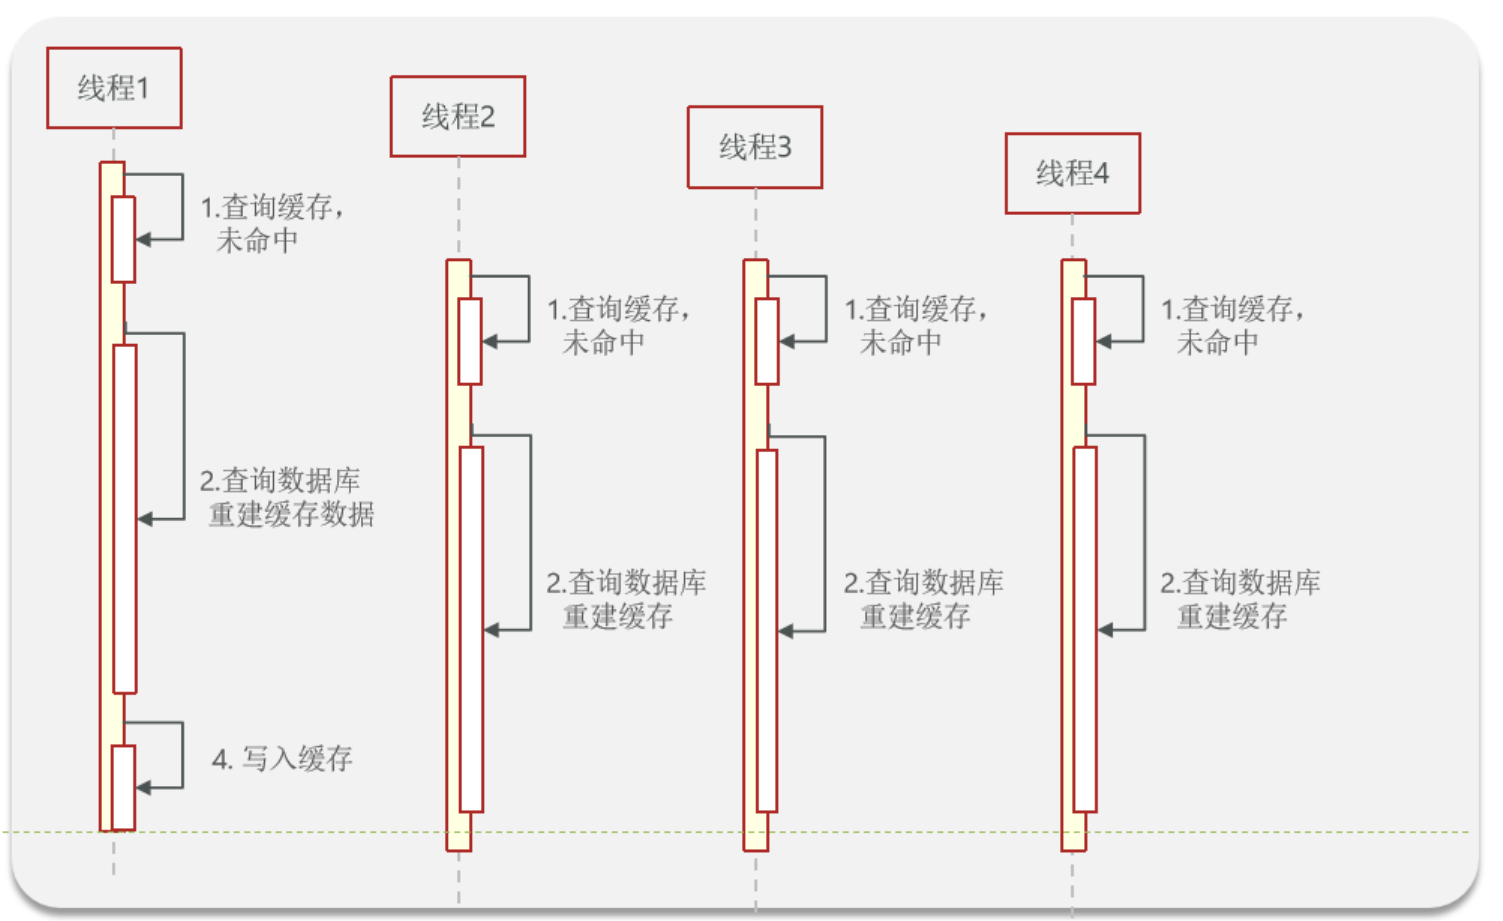 线程1
1.查询缓存，
未命中
2.查询数据库
重建缓存数据
4. 写入缓存
线程2
1.查询缓存，
未命中
2.查询数据库
重建缓存
线程3
1.查询缓存，
未命中
2.查询数据库
重建缓存
线程4
1.查询缓存，
未命中
2.查询数据库
重建缓存